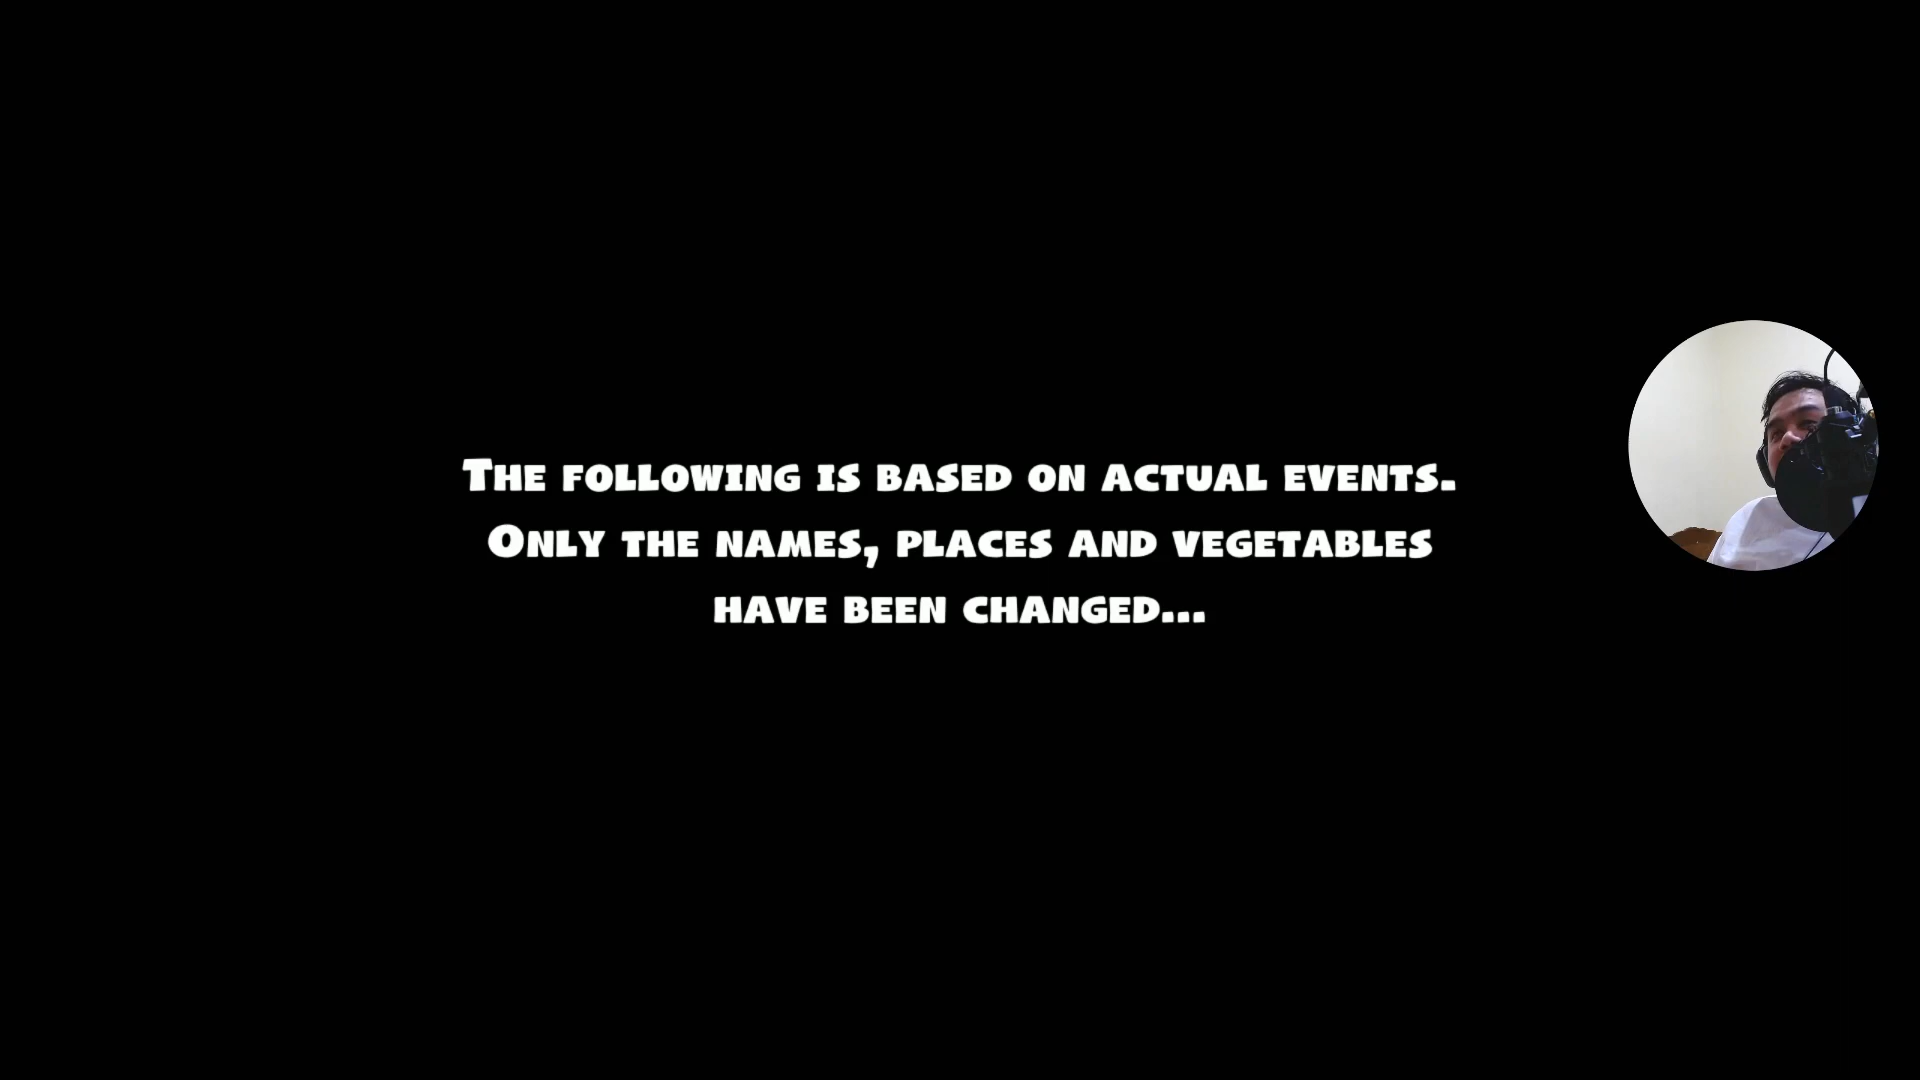 The following is based on actual events.
Only the names, places and vegetables
have been changed...